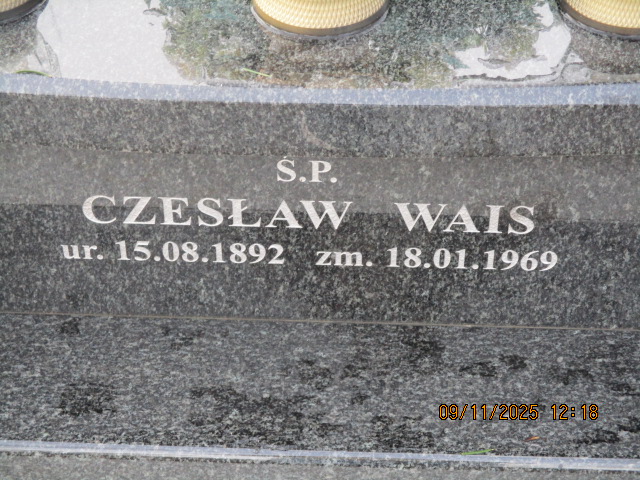 Ś.P.
CZESŁAW WAIS
ur. 15.08.1892 zm. 18.01.1969
09/11/2025 12:18